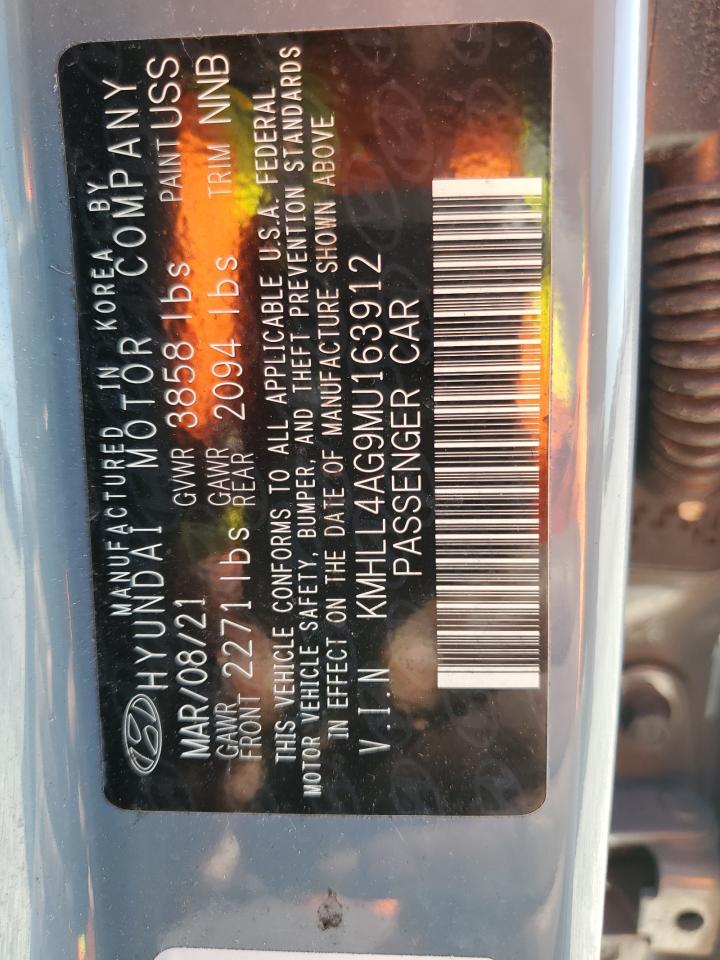 MANUFACTURED IN KOREA BY
HYUNDAI MOTOR COMPANY
MAR/08/21 GVWR 3858 lbs PAINT USS
GAWR FRONT 2271 lbs GAWR REAR 2094 lbs TRIM NNB
THIS VEHICLE CONFORMS TO ALL APPLICABLE U.S.A. FEDERAL
MOTOR VEHICLE SAFETY, BUMPER, AND THEFT PREVENTION STANDARDS
IN EFFECT ON THE DATE OF MANUFACTURE SHOWN ABOVE
V.I.N KMHLL4AG9MU163912
PASSENGER CAR